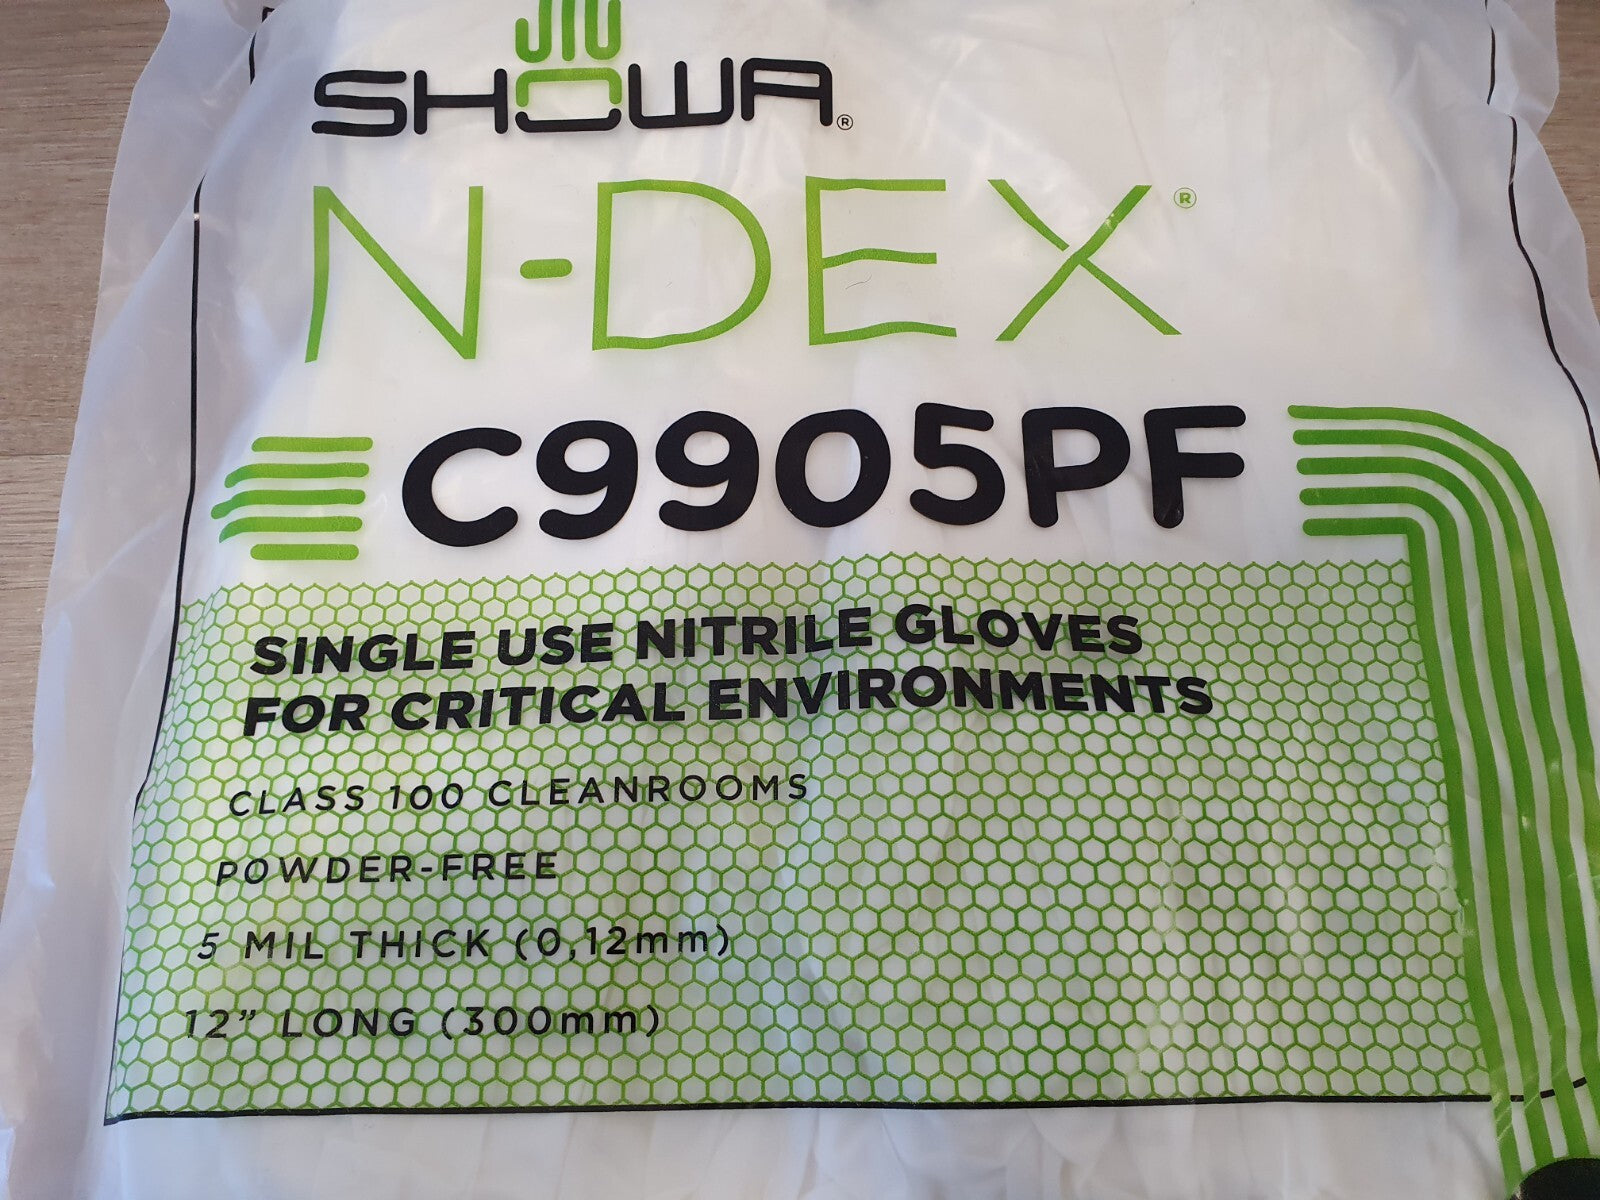 SHOWA®
N-DEX®
C9905PF
SINGLE USE NITRILE GLOVES
FOR CRITICAL ENVIRONMENTS
CLASS 100 CLEANROOMS
POWDER-FREE
5 MIL THICK (0,12mm)
12” LONG (300mm)